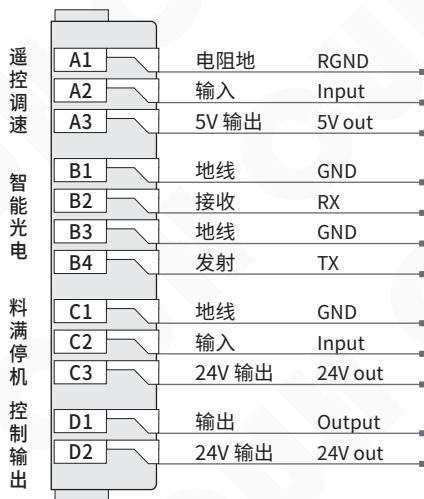 遥控调速
A1 电阻地 RGND
A2 输入 Input
A3 5V 输出 5V out
智能光电
B1 地线 GND
B2 接收 RX
B3 地线 GND
B4 发射 TX
料满停机
C1 地线 GND
C2 输入 Input
C3 24V 输出 24V out
控制输出
D1 输出 Output
D2 24V 输出 24V out